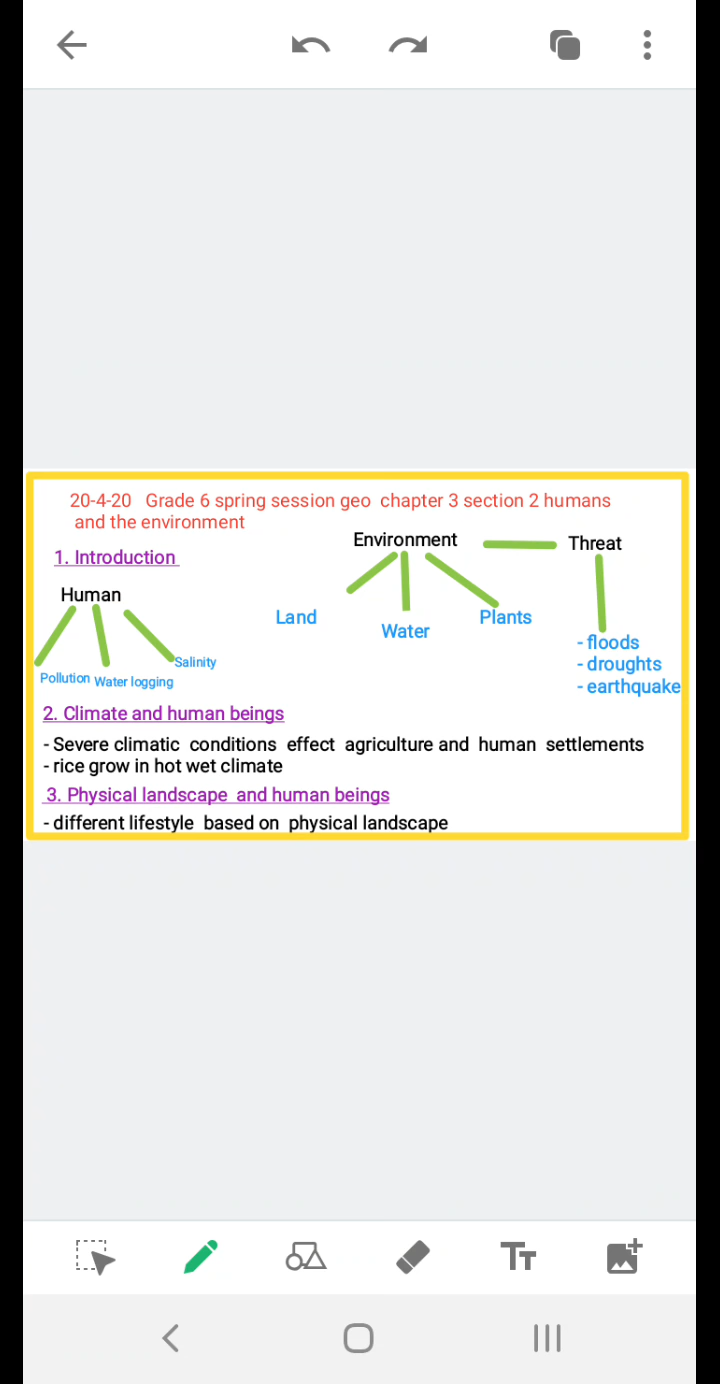 20-4-20 Grade 6 spring session geo chapter 3 section 2 humans
and the environment
1. Introduction
Environment
Threat
Human
Land
Water
Plants
Pollution
Water logging
Salinity
- floods
- droughts
- earthquake
2. Climate and human beings
- Severe climatic conditions effect agriculture and human settlements
- rice grow in hot wet climate
3. Physical landscape and human beings
- different lifestyle based on physical landscape